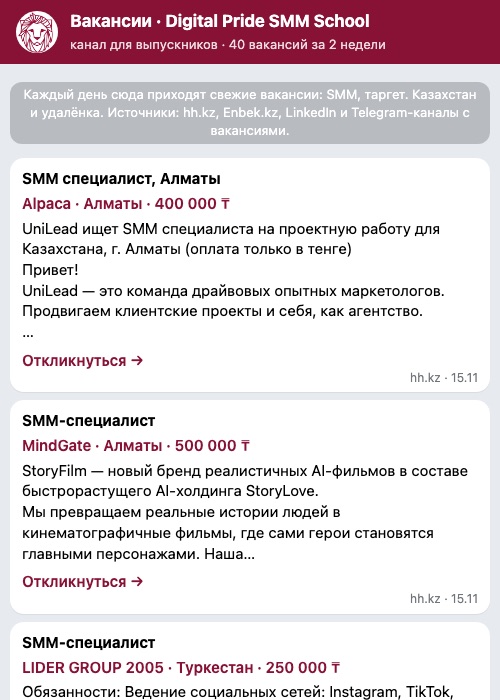 Вакансии · Digital Pride SMM School
канал для выпускников · 40 вакансий за 2 недели
Каждый день сюда приходят свежие вакансии: SMM, таргет. Казахстан
и удалёнка. Источники: hh.kz, Enbek.kz, LinkedIn и Telegram-каналы с
вакансиями.
SMM специалист, Алматы
Alpaca · Алматы · 400 000 ₸
UniLead ищет SMM специалиста на проектную работу для
Казахстана, г. Алматы (оплата только в тенге)
Привет!
UniLead — это команда драйвовых опытных маркетологов.
Продвигаем клиентские проекты и себя, как агентство.
...
Откликнуться →
hh.kz · 15.11
SMM-специалист
MindGate · Алматы · 500 000 ₸
StoryFilm — новый бренд реалистичных AI-фильмов в составе
быстрорастущего AI-холдинга StoryLove.
Мы превращаем реальные истории людей в
кинематографичные фильмы, где сами герои становятся
главными персонажами. Наша...
Откликнуться →
hh.kz · 15.11
SMM-специалист
LIDER GROUP 2005 · Туркестан · 250 000 ₸
Обязанности: Ведение социальных сетей: Instagram, TikTok,